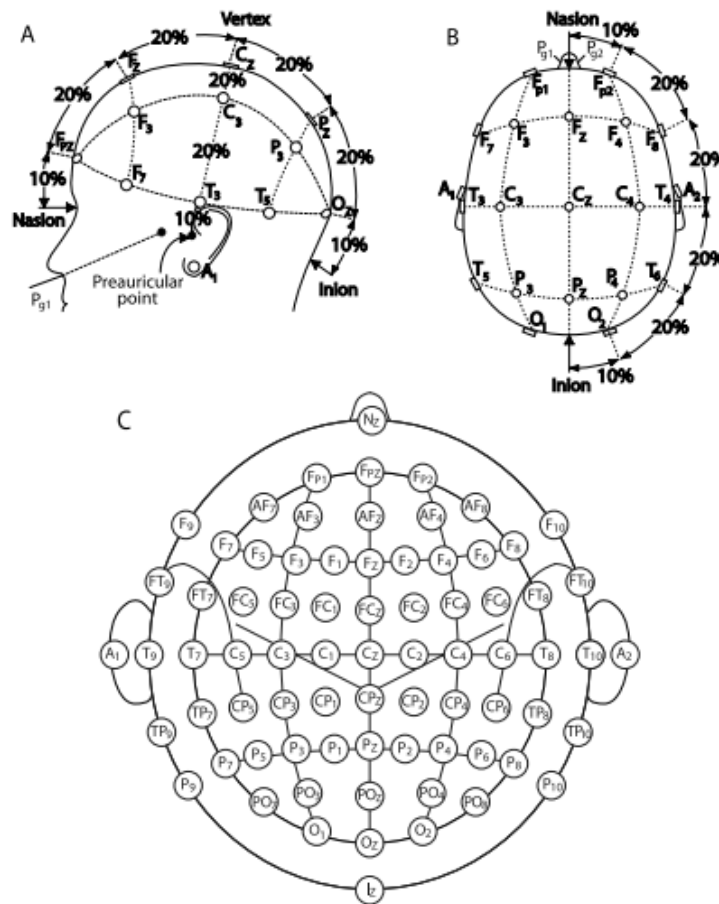 A
Vertex
20%
20%
Fz
Cz
20%
20%
20%
F3
C3
Pz
Fpz
20%
P3
20%
10%
F7
T3
T5
Oz
Nasion
10%
10%
Preauricular
point
A1
Inion
Pg1
B
Nasion
10%
Pg1
Pg2
Fp1
Fp2
20%
F7
F3
Fz
F4
F8
20%
A1
T3
C3
Cz
C4
T4
A2
20%
T5
P3
Pz
P4
T6
O1
O2
20%
10%
Inion
C
Nz
Fp1 Fpz Fp2
AF7 AF3 AFz AF4 AF8
F9 F7 F5 F3 F1 Fz F2 F4 F6 F8 F10
FT9 FT7 FC5 FC3 FC1 FCz FC2 FC4 FC6 FT8 FT10
A1 T9 T7 C5 C3 C1 Cz C2 C4 C6 T8 T10 A2
TP9 TP7 CP5 CP3 CP1 CPz CP2 CP4 CP6 TP8 TP10
P9 P7 P5 P3 P1 Pz P2 P4 P6 P8 P10
PO7 POz PO4 PO8
O1 Oz O2
Iz